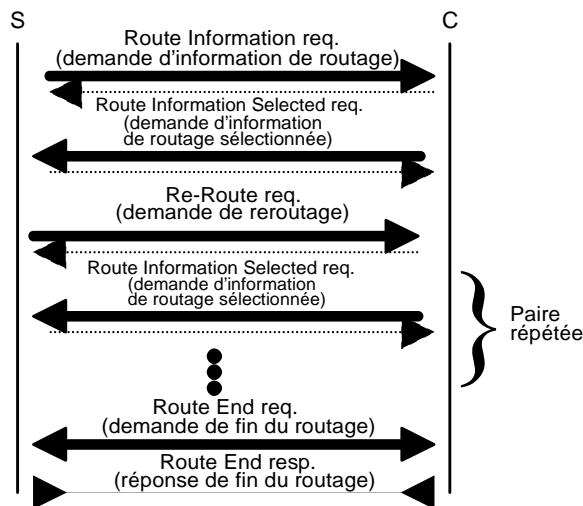 S
C
Route Information req.
(demande d'information de routage)
Route Information Selected req.
(demande d'information
de routage sélectionnée)
Re-Route req.
(demande de reroutage)
Route Information Selected req.
(demande d'information
de routage sélectionnée)
Paire
répétée
Route End req.
(demande de fin du routage)
Route End resp.
(réponse de fin du routage)